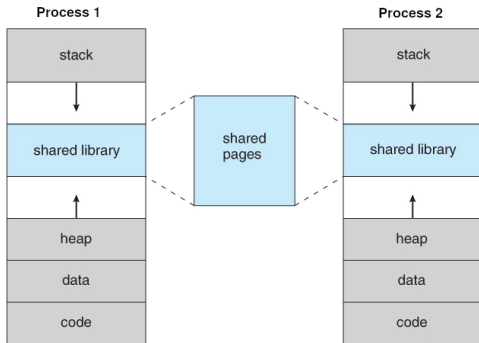 Process 1
Process 2
stack
stack
shared library
shared
pages
shared library
heap
heap
data
data
code
code